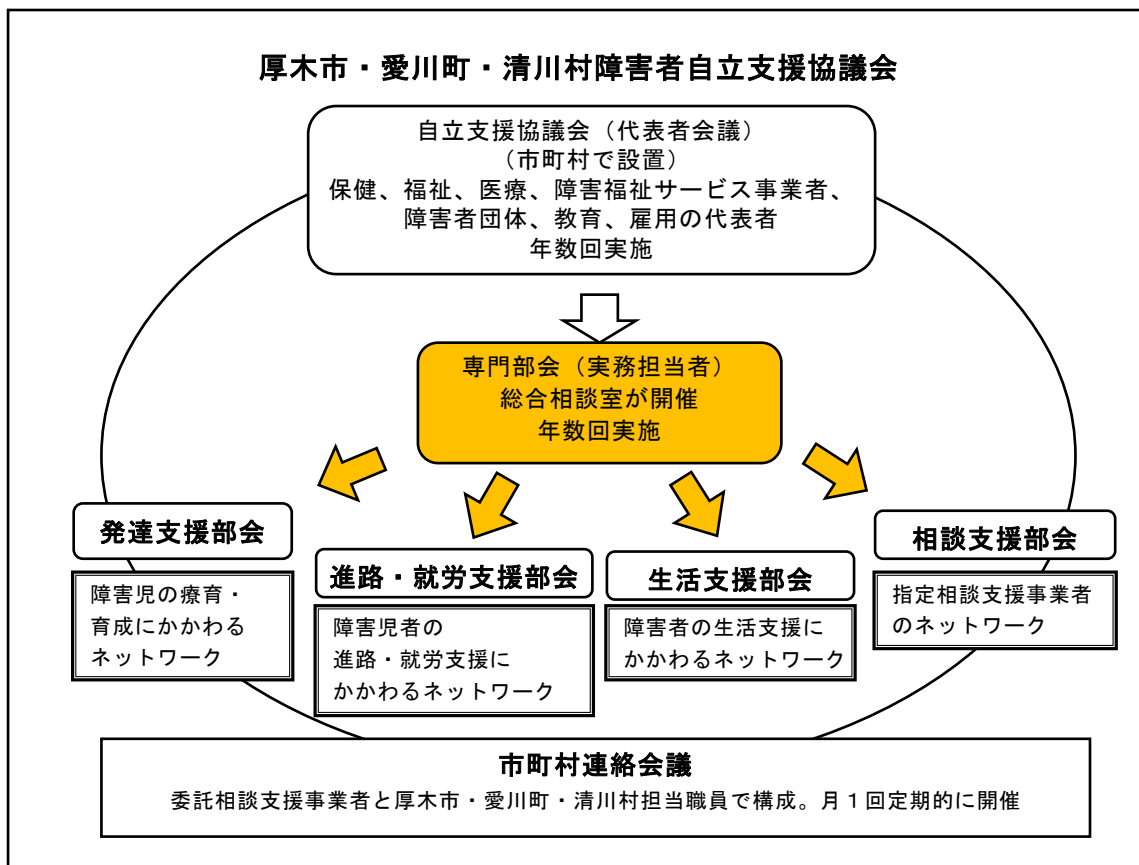 厚木市・愛川町・清川村障害者自立支援協議会
自立支援協議会（代表者会議）
（市町村で設置）
保健、福祉、医療、障害福祉サービス事業者、
障害者団体、教育、雇用の代表者
年数回実施
専門部会（実務担当者）
総合相談室が開催
年数回実施
発達支援部会
障害児の療育・
育成にかかわる
ネットワーク
進路・就労支援部会
障害児者の
進路・就労支援に
かかわるネットワーク
生活支援部会
障害者の生活支援に
かかわるネットワーク
相談支援部会
指定相談支援事業者
のネットワーク
市町村連絡会議
委託相談支援事業者と厚木市・愛川町・清川村担当職員で構成。月１回定期的に開催